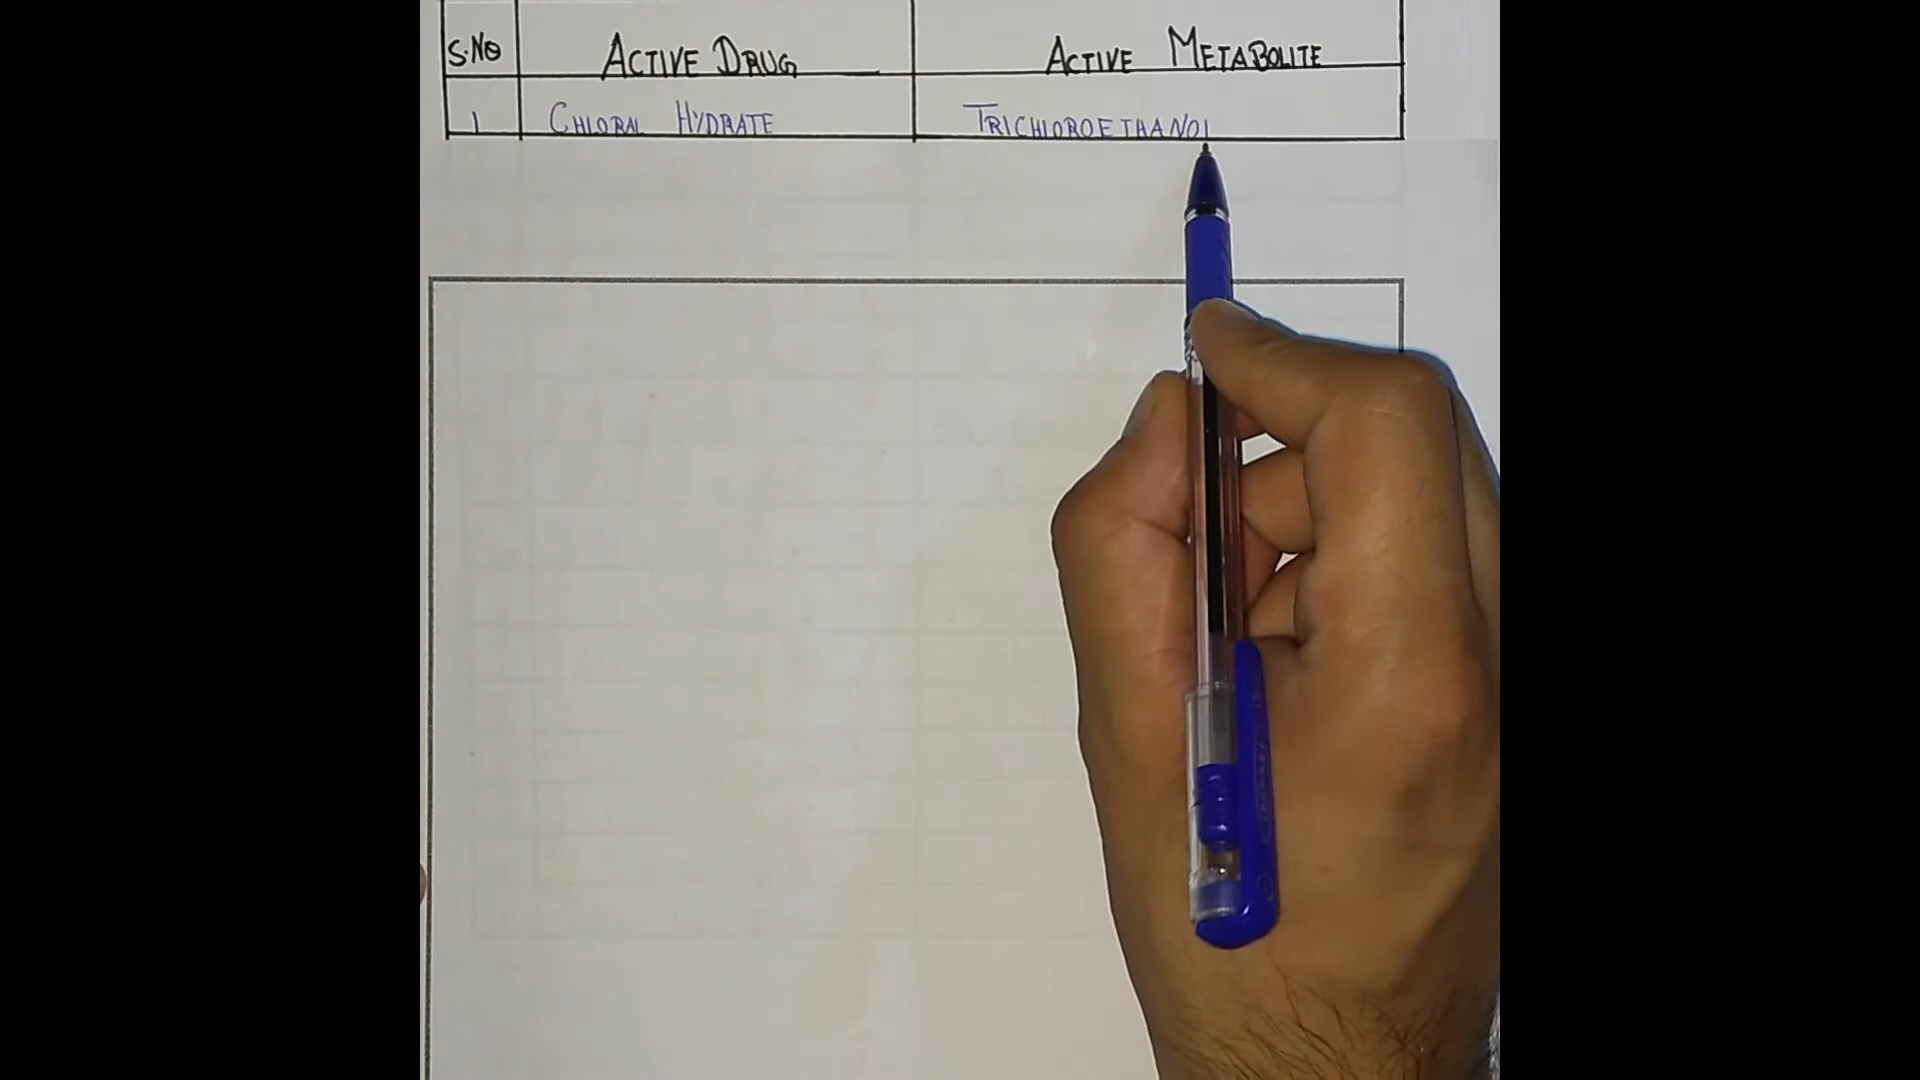 S.No ACTIVE DRUG ACTIVE METABOLITE
1 CHLORAL HYDRATE TRICHLOROETHANOL